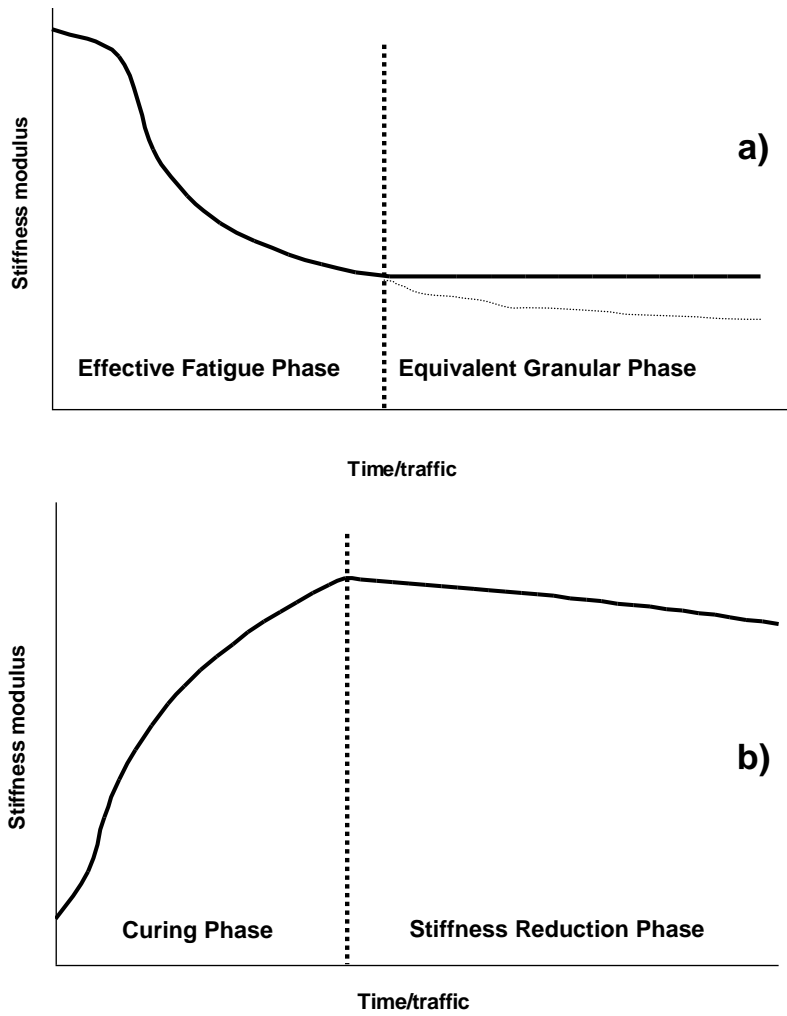 Stiffness modulus
a)
Effective Fatigue Phase
Equivalent Granular Phase
Time/traffic
Stiffness modulus
b)
Curing Phase
Stiffness Reduction Phase
Time/traffic